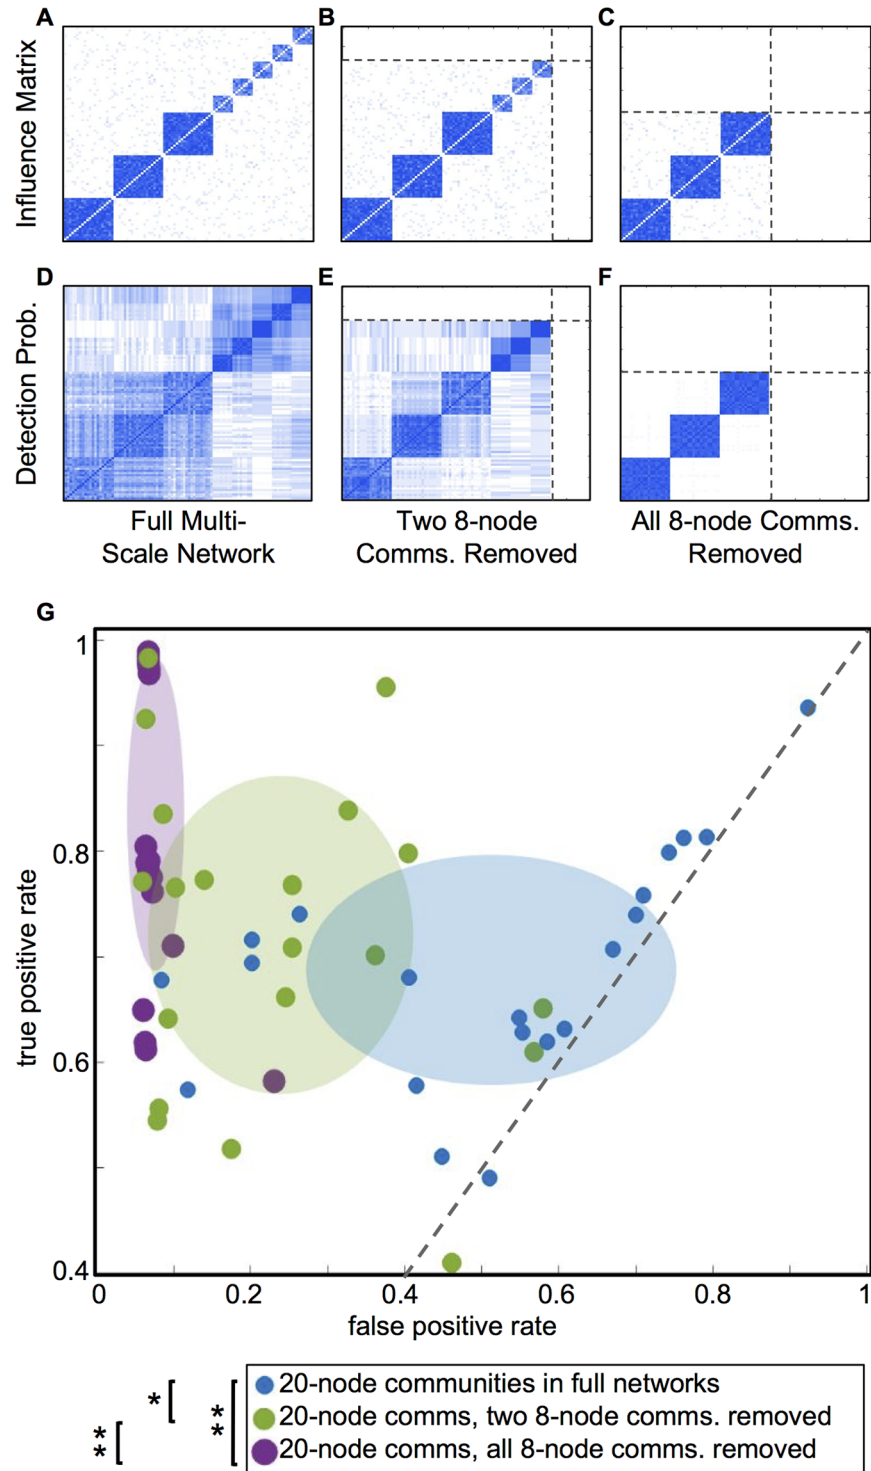 A
B
C
Influence Matrix
D
E
F
Detection Prob.
Full Multi-
Scale Network
Two 8-node
Comms. Removed
All 8-node Comms.
Removed
G
1
0.8
0.6
0.4
true positive rate
0
0.2
0.4
0.6
0.8
1
false positive rate
*
**
**
20-node communities in full networks
20-node comms, two 8-node comms. removed
20-node comms, all 8-node comms. removed